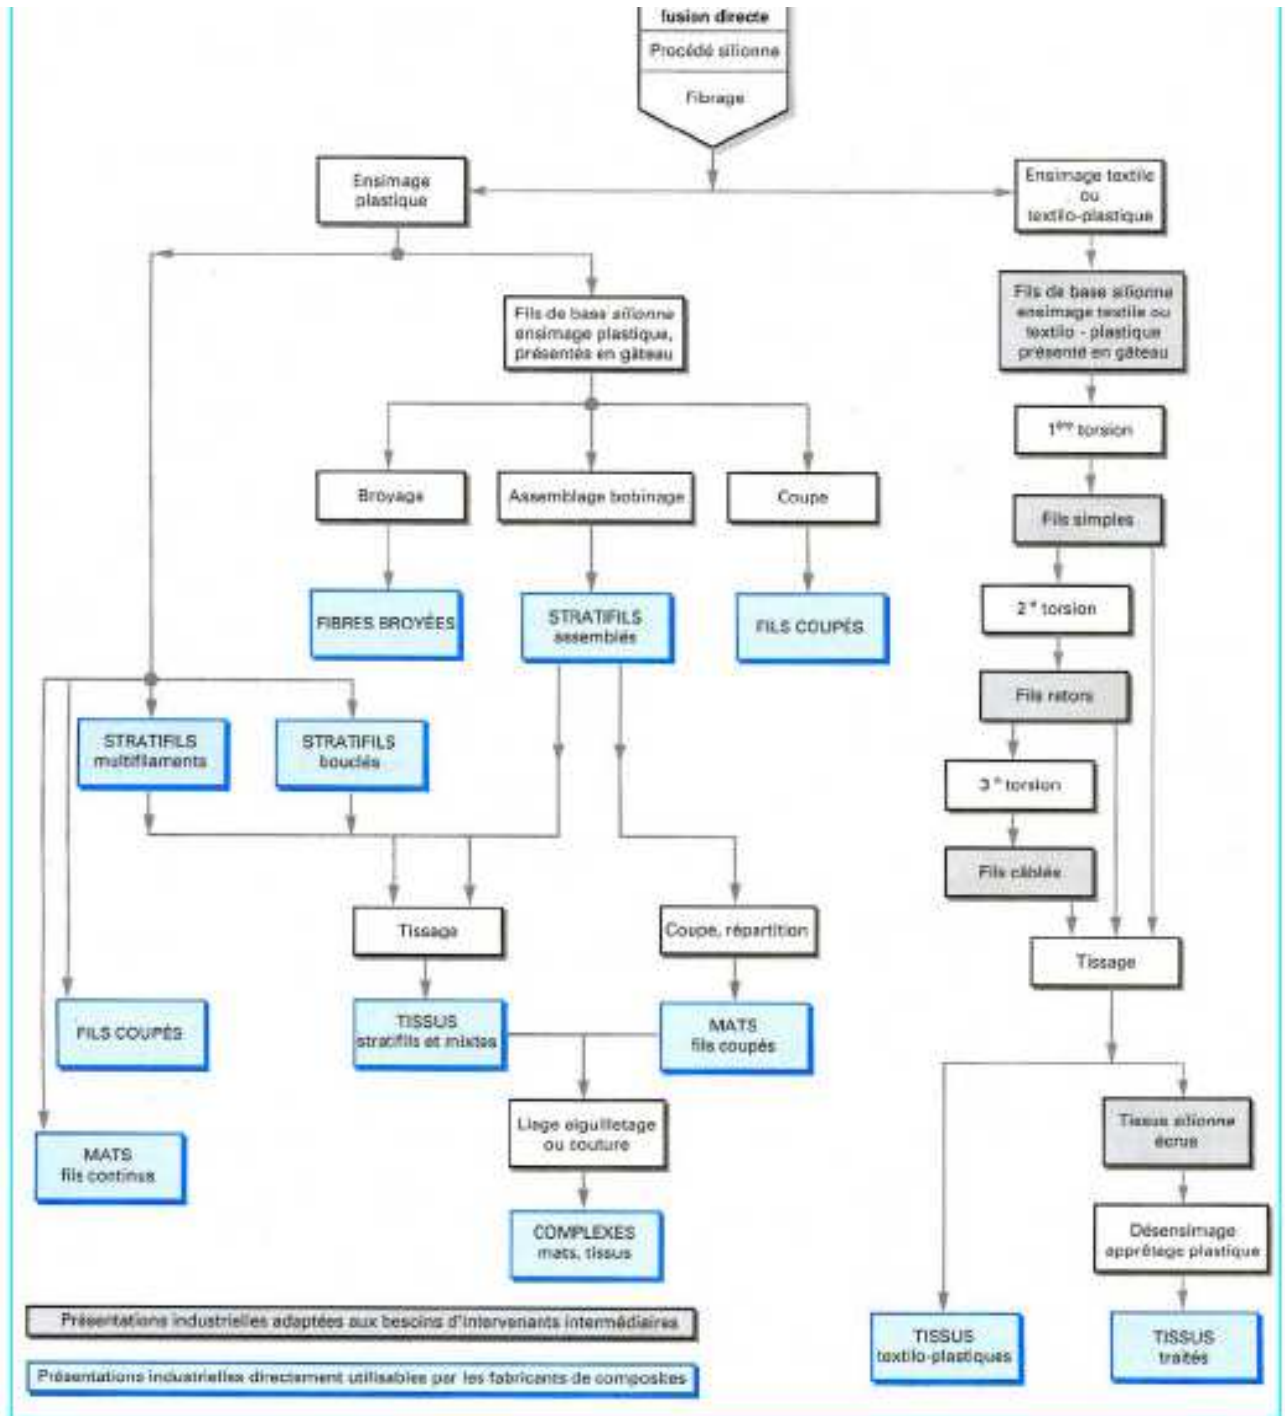 fusion directe
Procédé silionne
Fibrage
Ensimage
plastique
Ensimage textile
ou
textilo-plastique
Fils de base silionne
ensimage plastique,
présentés en gâteau
Fils de base silionne
ensimage textile ou
textilo - plastique
présenté en gâteau
1ère torsion
Broyage
Assemblage bobinage
Coupe
Fils simples
FIBRES BROYÉES
STRATIFILS
assemblés
FILS COUPÉS
2e torsion
Fils retors
STRATIFILS
multifilaments
STRATIFILS
bouclés
3e torsion
Fils câblés
Tissage
Coupe, répartition
Tissage
FILS COUPÉS
TISSUS
stratifils et mixtes
MATS
fils coupés
Liage aiguilletage
ou couture
Tissus silionne
écrus
MATS
fils continus
COMPLEXES
mats, tissus
Désensimage
apprêtage plastique
Présentations industrielles adaptées aux besoins d'intervenants intermédiaires
TISSUS
textilo-plastiques
TISSUS
traités
Présentations industrielles directement utilisables par les fabricants de composites